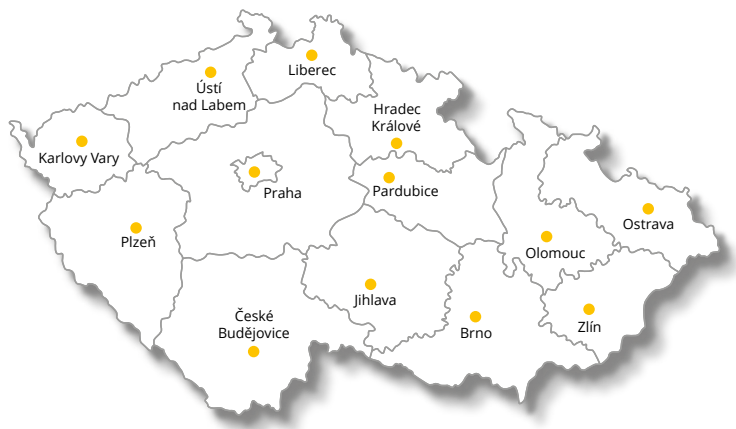 Liberec
Ústí
nad Labem
Hradec
Králové
Karlovy Vary
Praha
Pardubice
Ostrava
Plzeň
Olomouc
Jihlava
České
Budějovice
Brno
Zlín